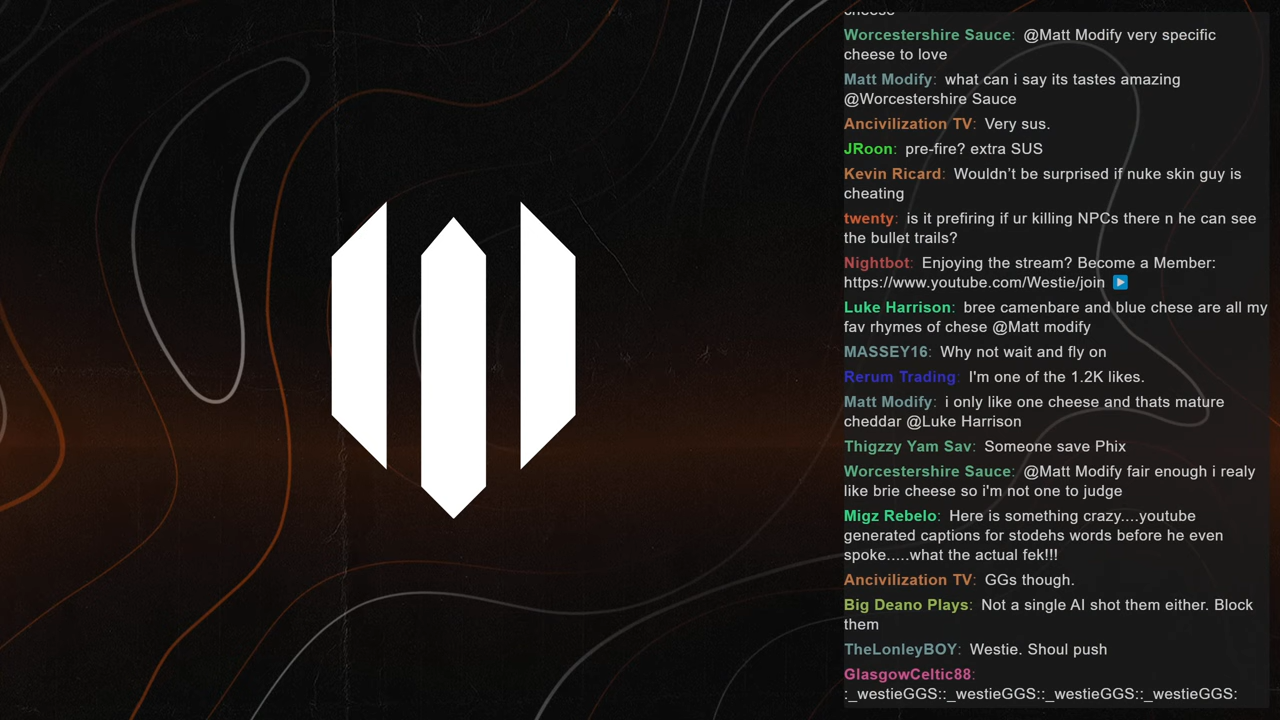 cheese
Worcestershire Sauce: @Matt Modify very specific
cheese to love
Matt Modify: what can i say its tastes amazing
@Worcestershire Sauce
Ancivilization TV: Very sus.
JRoon: pre-fire? extra SUS
Kevin Ricard: Wouldn’t be surprised if nuke skin guy is
cheating
twenty: is it prefiring if ur killing NPCs there n he can see
the bullet trails?
Nightbot: Enjoying the stream? Become a Member:
https://www.youtube.com/Westie/join ▶️
Luke Harrison: bree camenbare and blue chese are all my
fav rhymes of chese @Matt modify
MASSEY16: Why not wait and fly on
Rerum Trading: I'm one of the 1.2K likes.
Matt Modify: i only like one cheese and thats mature
cheddar @Luke Harrison
Thigzzy Yam Sav: Someone save Phix
Worcestershire Sauce: @Matt Modify fair enough i realy
like brie cheese so i'm not one to judge
Migz Rebelo: Here is something crazy....youtube
generated captions for stodehs words before he even
spoke.....what the actual fek!!!
Ancivilization TV: GGs though.
Big Deano Plays: Not a single AI shot them either. Block
them
TheLonleyBOY: Westie. Shoul push
GlasgowCeltic88:
:_westieGGS::_westieGGS::_westieGGS::_westieGGS: